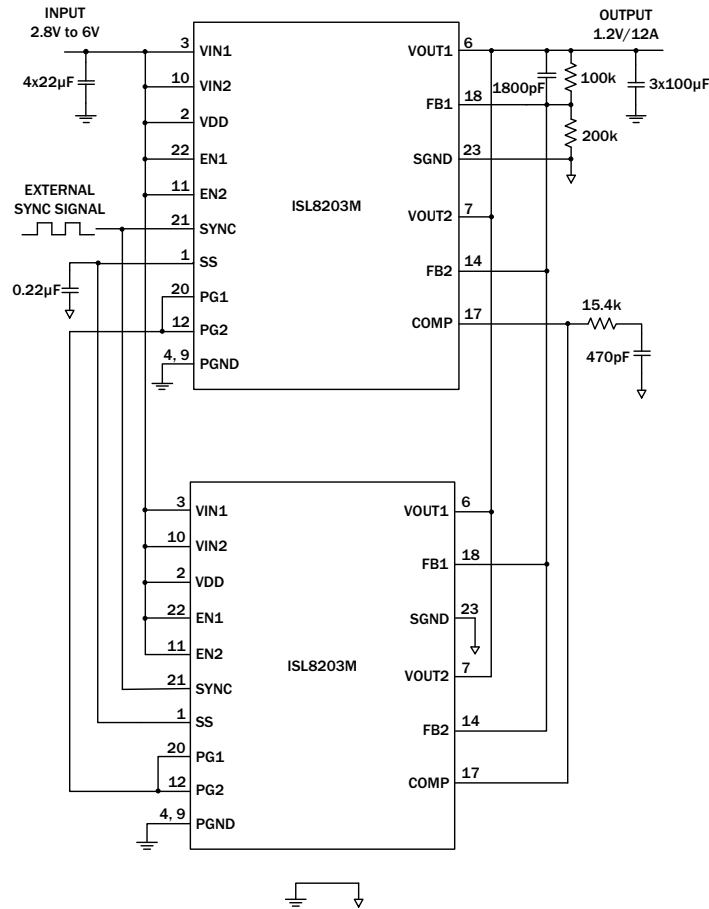 INPUT
2.8V to 6V
OUTPUT
1.2V/12A
4x22µF
3 VIN1
10 VIN2
2 VDD
22 EN1
11 EN2
EXTERNAL
SYNC SIGNAL
21 SYNC
1 SS
0.22µF
20 PG1
12 PG2
4, 9 PGND
ISL8203M
VOUT1 6
1800pF
100k
3x100µF
FB1 18
200k
SGND 23
VOUT2 7
FB2 14
COMP 17
15.4k
470pF
3 VIN1
10 VIN2
2 VDD
22 EN1
11 EN2
21 SYNC
1 SS
20 PG1
12 PG2
4, 9 PGND
ISL8203M
VOUT1 6
FB1 18
SGND 23
VOUT2 7
FB2 14
COMP 17